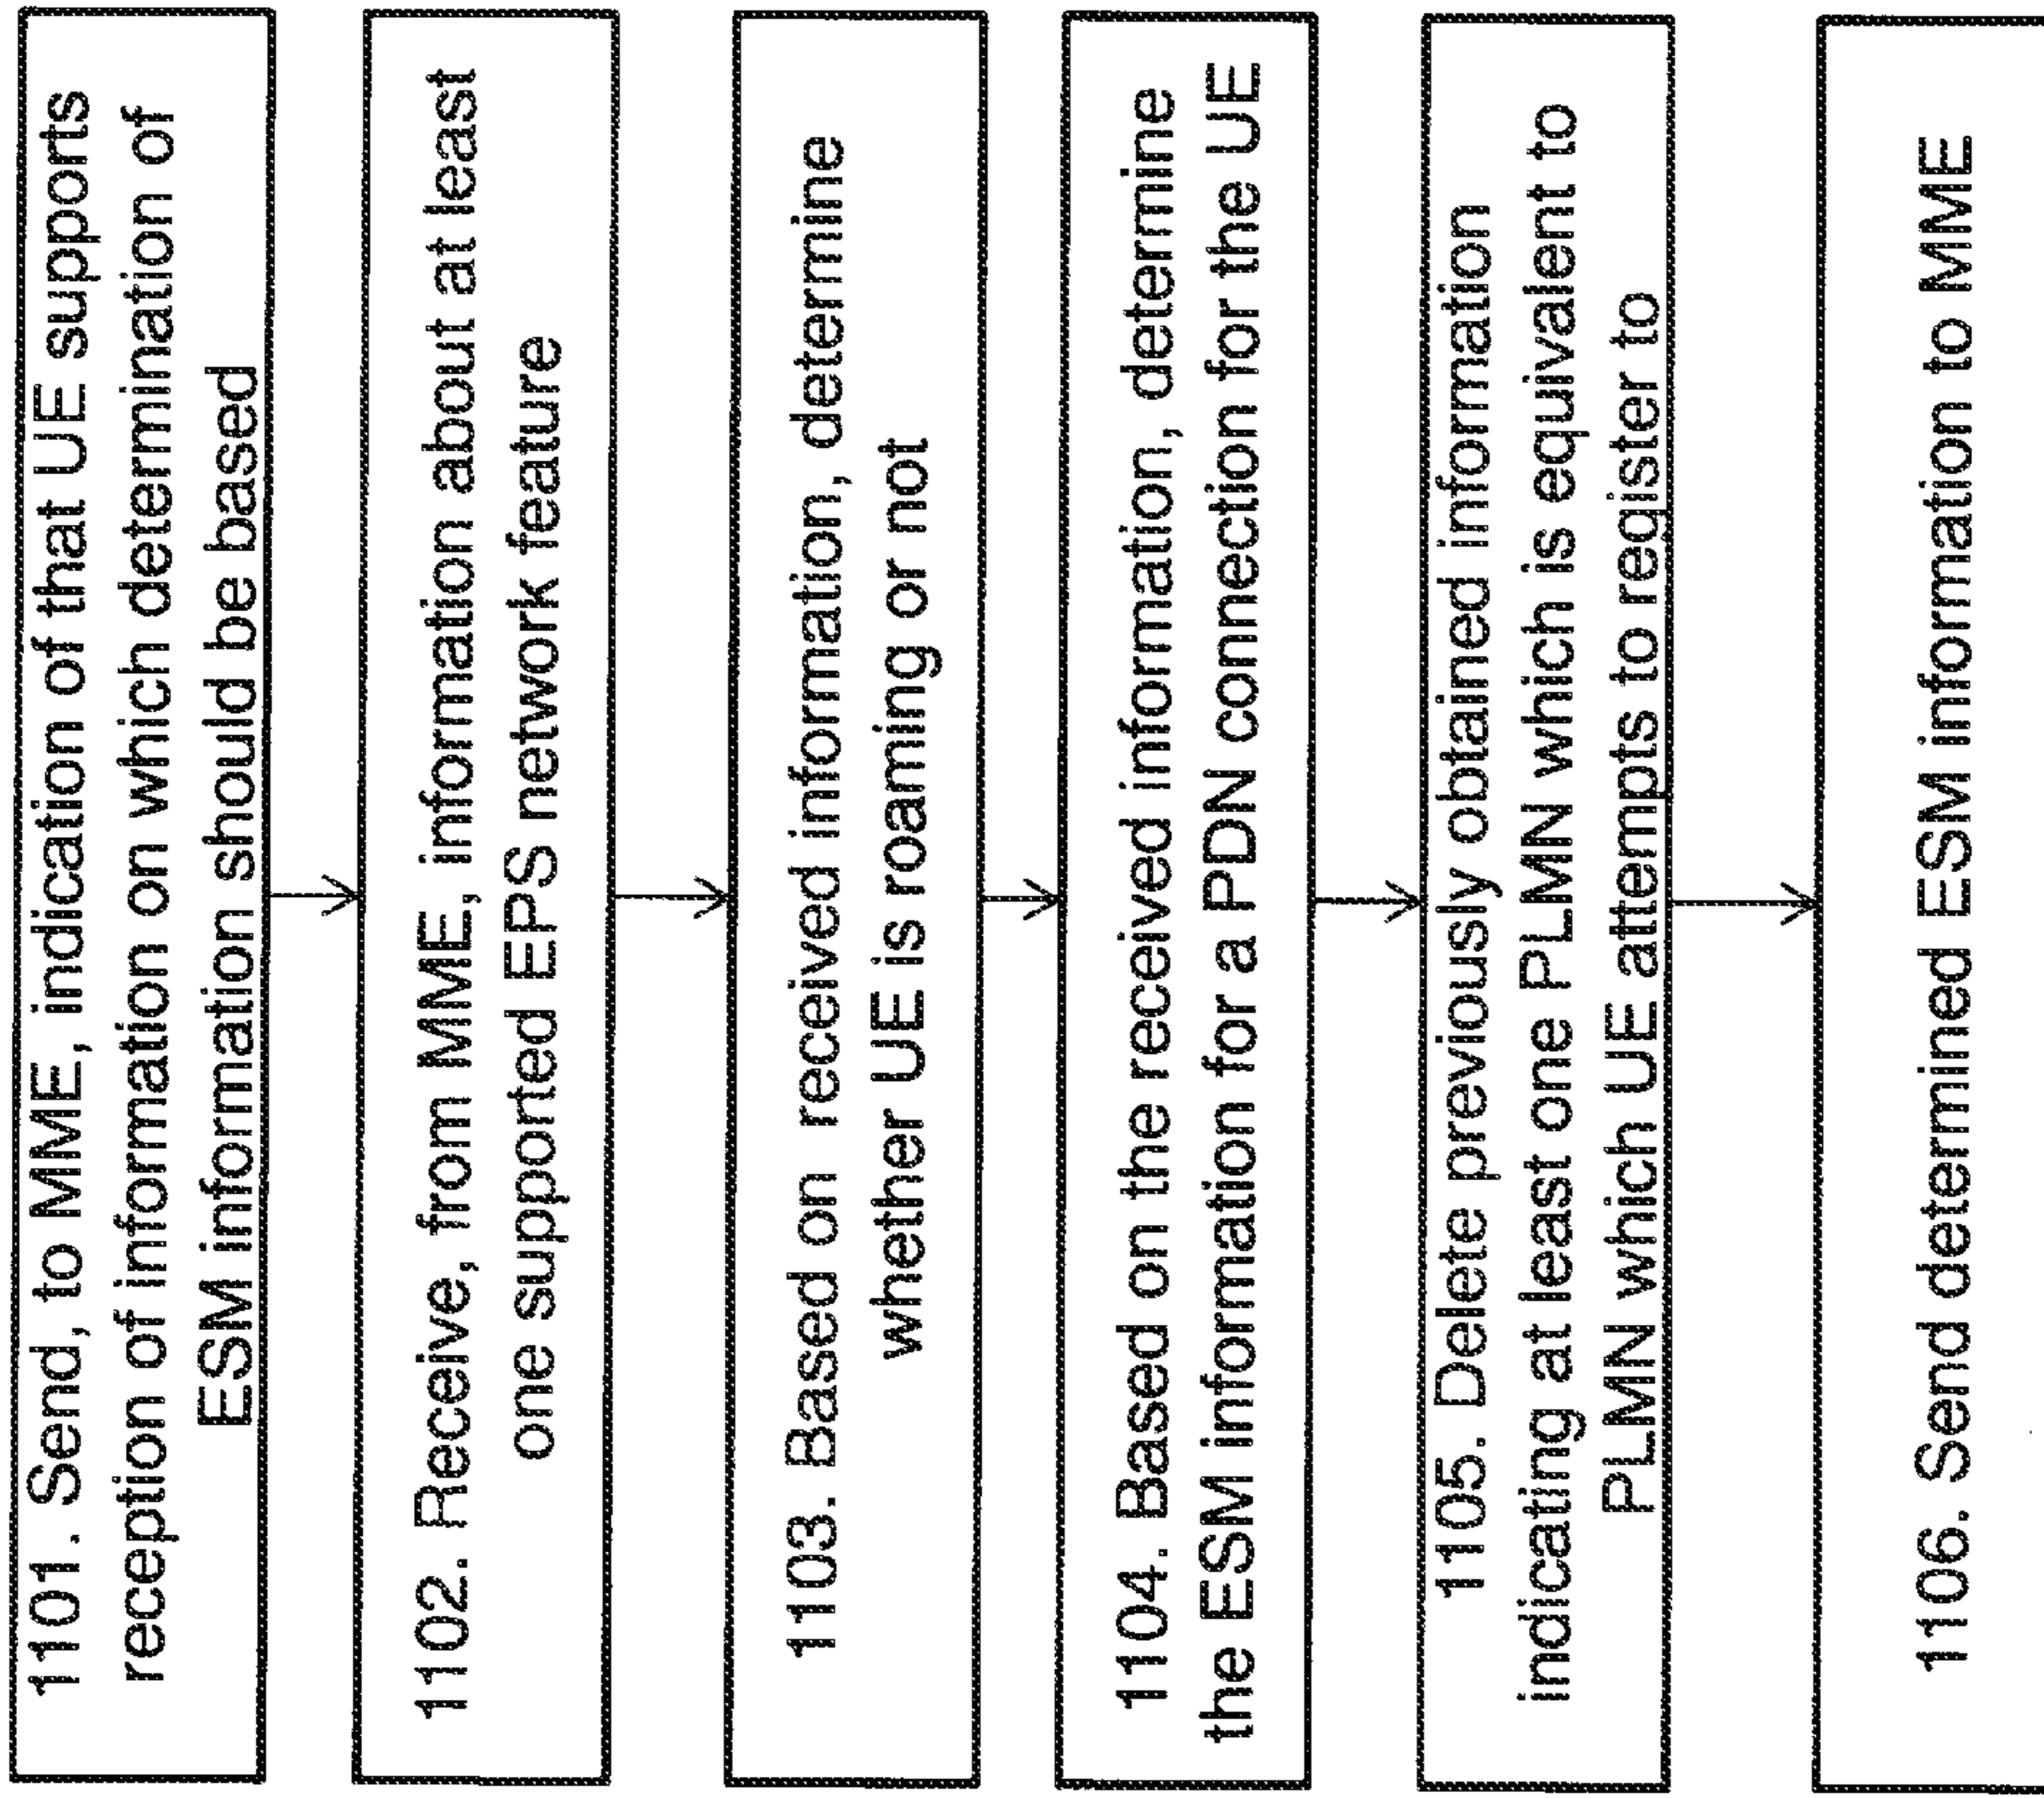 1101. Send, to MME, indication of that UE supports
reception of information on which determination of
ESM information should be based
1102. Receive, from MME, information about at least
one supported EPS network feature
1103. Based on received information, determine
whether UE is roaming or not
1104. Based on the received information, determine
the ESM information for a PDN connection for the UE
1105. Delete previously obtained information
indicating at least one PLMN which is equivalent to
PLMN which UE attempts to register to
1106. Send determined ESM information to MME